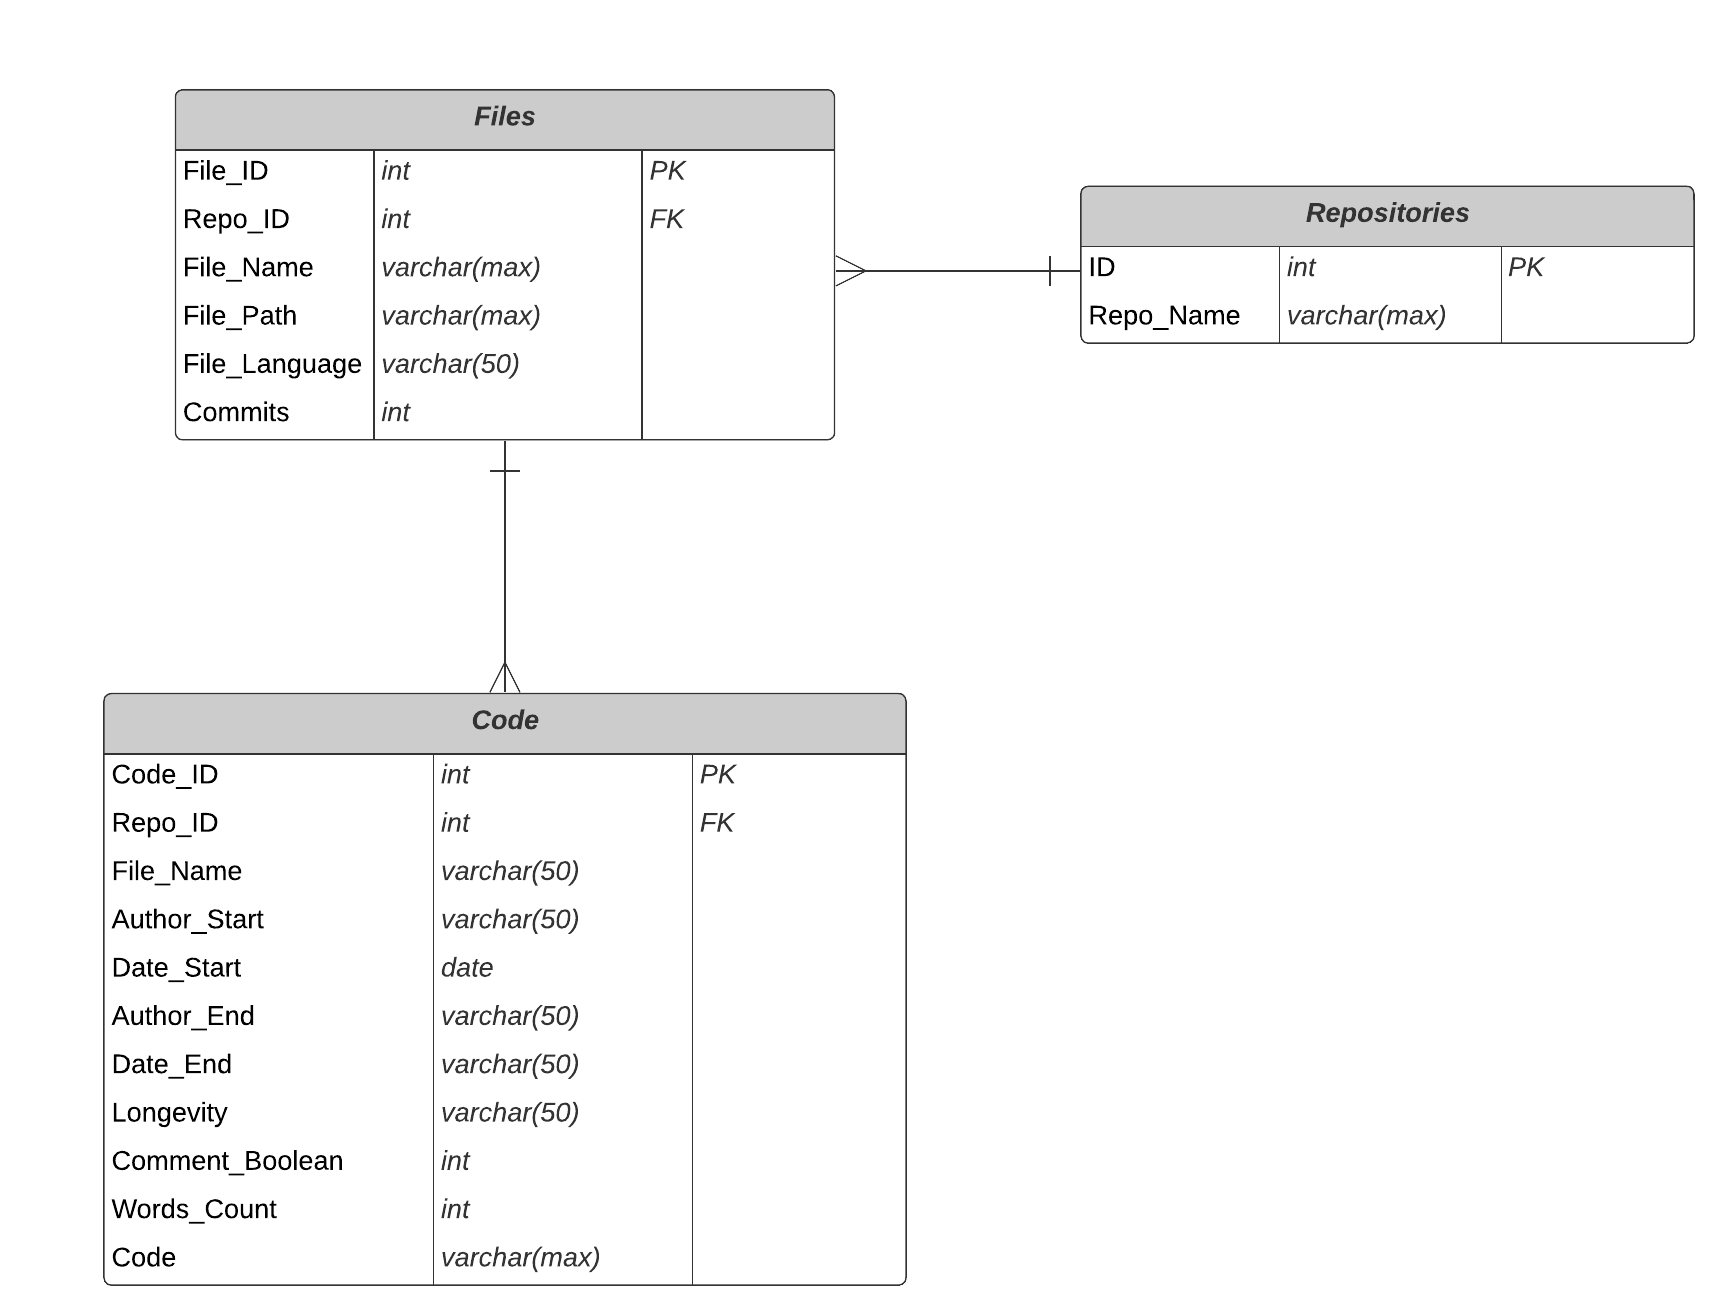 Files
File_ID int PK
Repo_ID int FK
File_Name varchar(max)
File_Path varchar(max)
File_Language varchar(50)
Commits int
Repositories
ID int PK
Repo_Name varchar(max)
Code
Code_ID int PK
Repo_ID int FK
File_Name varchar(50)
Author_Start varchar(50)
Date_Start date
Author_End varchar(50)
Date_End varchar(50)
Longevity varchar(50)
Comment_Boolean int
Words_Count int
Code varchar(max)